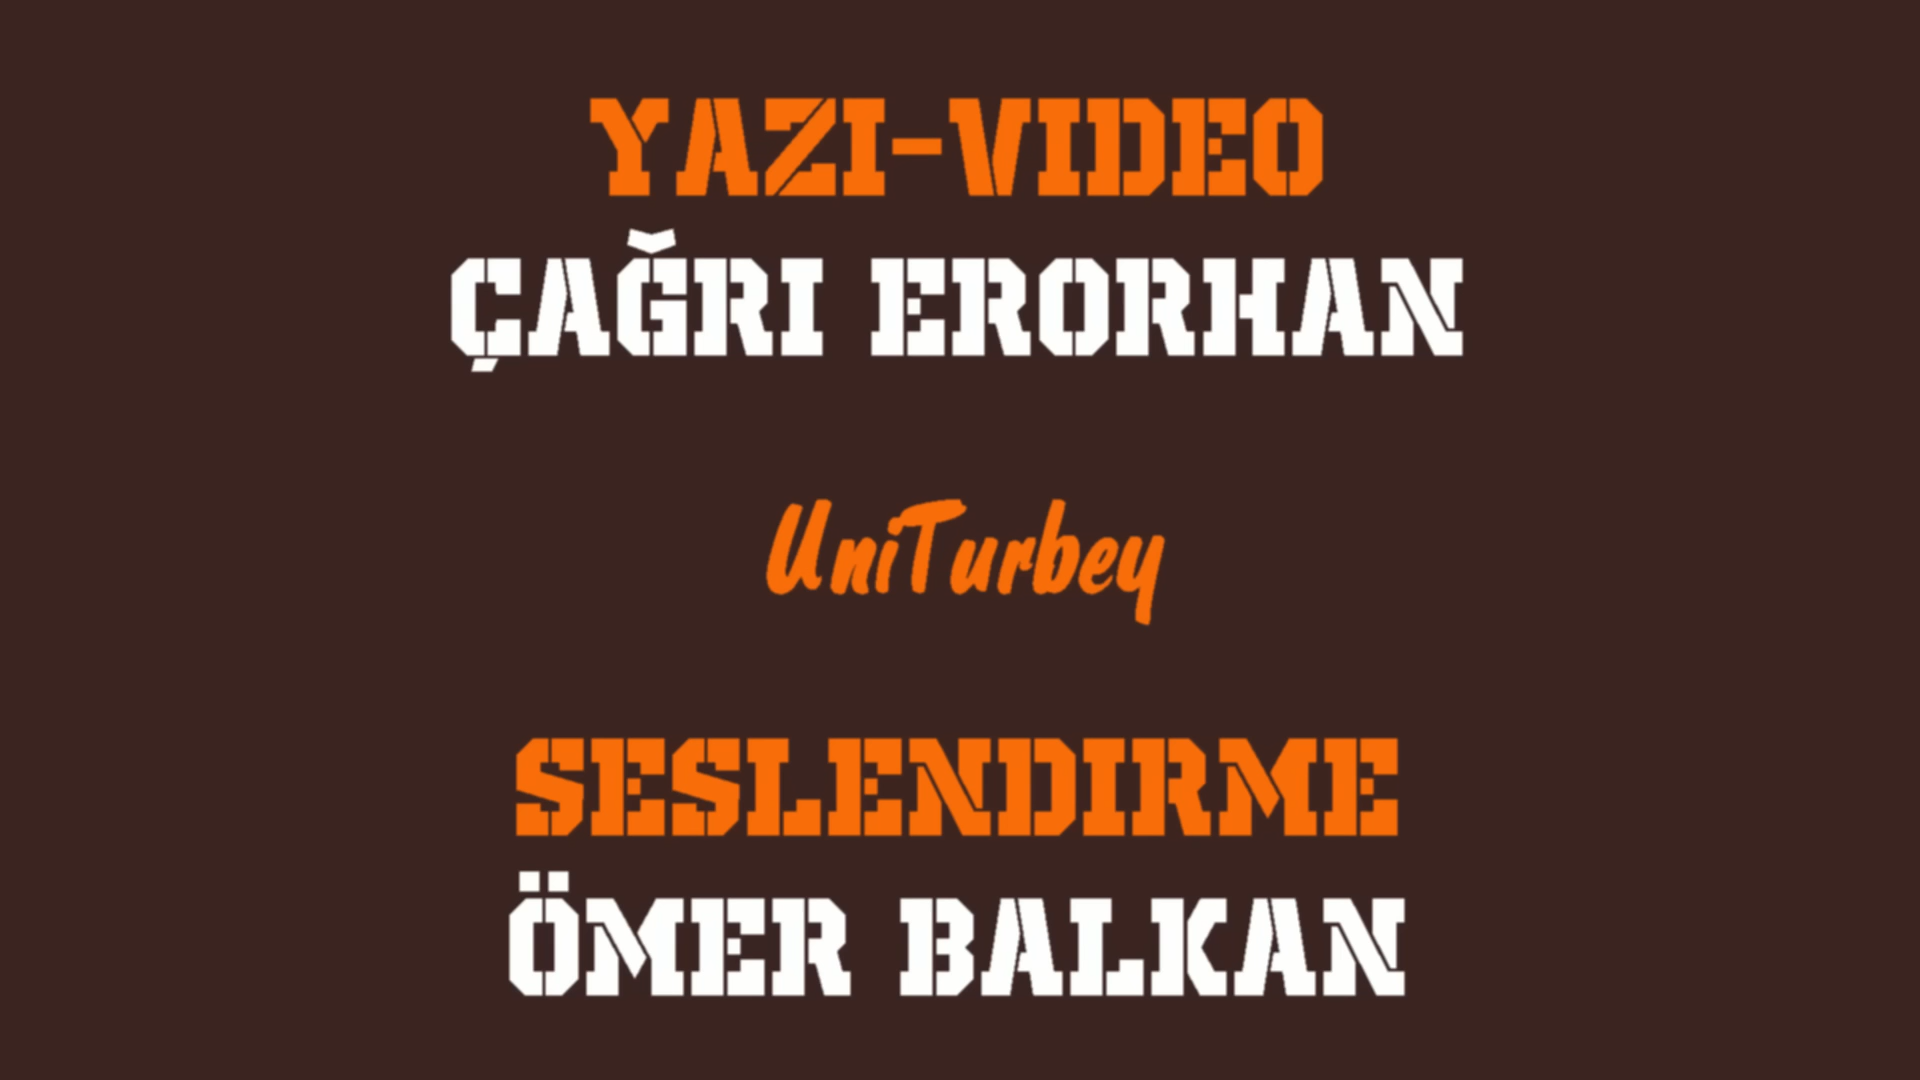 YAZI-VIDEO
ÇAĞRI ERORHAN
UniTurbey
SESLENDIRME
ÖMER BALKAN